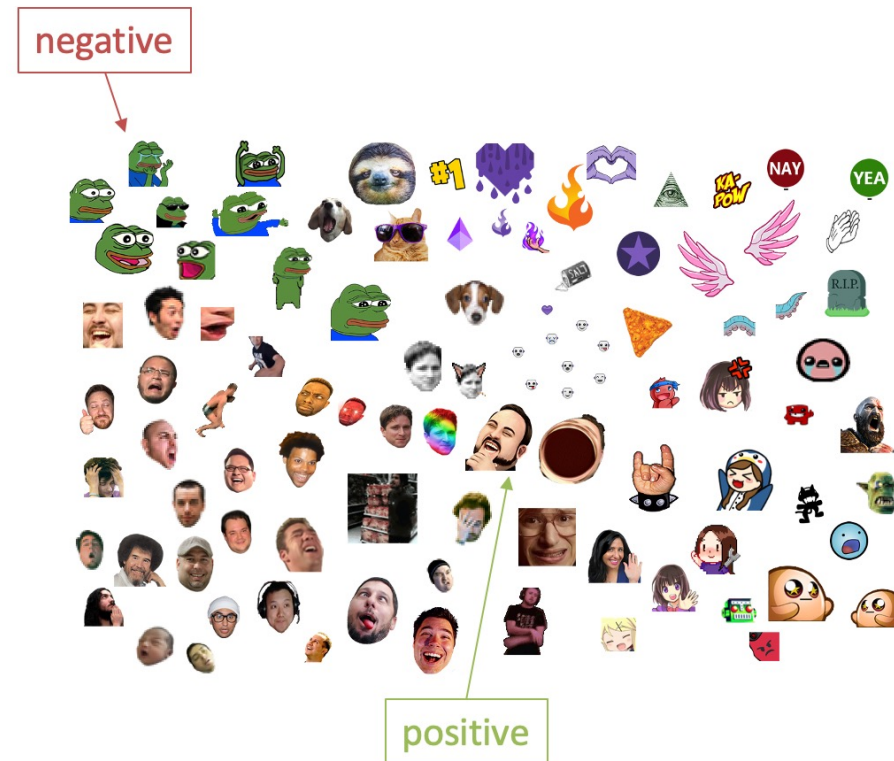 negative
#1
KA-
POW
NAY
YEA
SALT
R.I.P.
positive